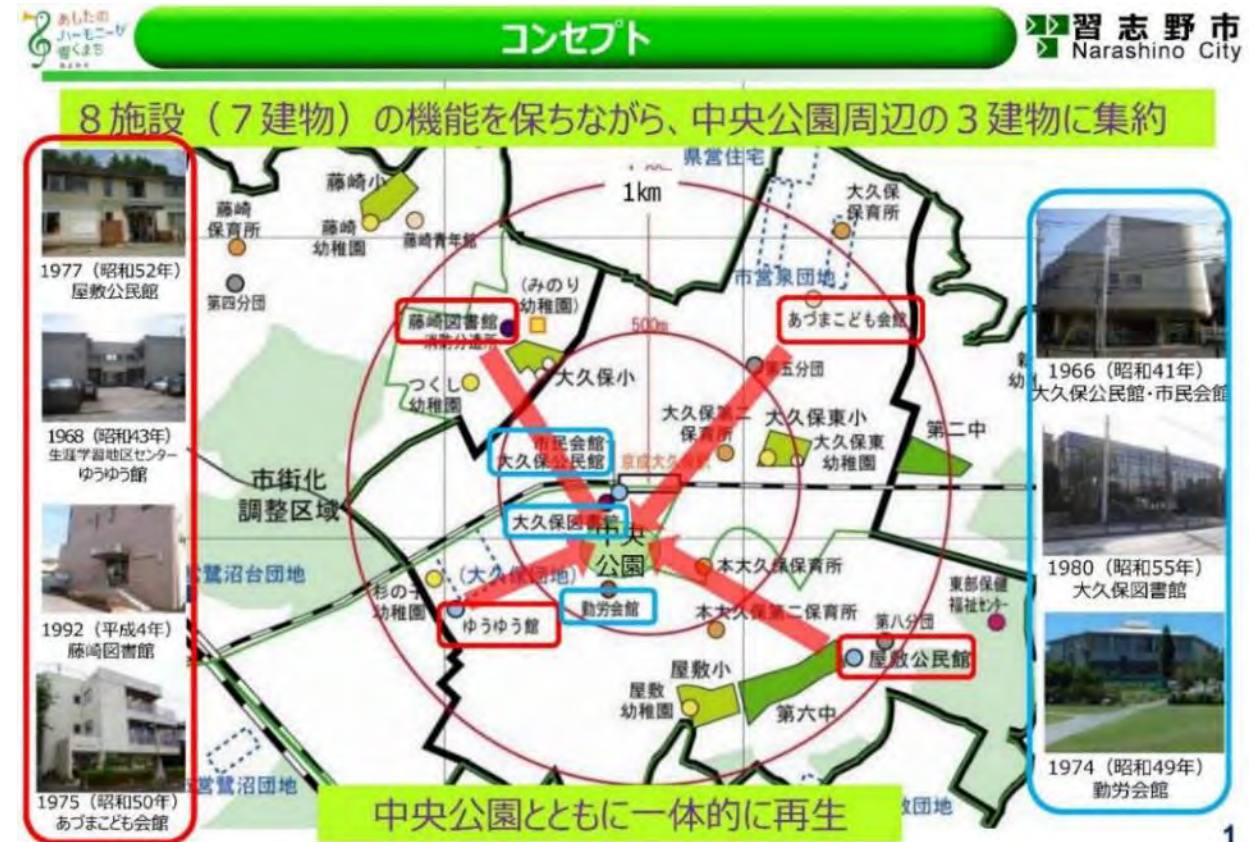 あしたの
ハーモニーが
響くまち
コンセプト
習志野市
Narashino City
8施設（7建物）の機能を保ちながら、中央公園周辺の3建物に集約
1977（昭和52年）
屋敷公民館
1968（昭和43年）
生涯学習地区センター
ゆうゆう館
1992（平成4年）
藤崎図書館
1975（昭和50年）
あづまこども会館
県営住宅
1km
藤崎小
藤崎
保育所
藤崎
幼稚園
藤崎青年館
大久保
保育所
第四分団
(みのり
幼稚園)
市営泉団地
藤崎図書館
消防分遣所
あづまこども会館
500m
大久保小
第五分団
つくし
幼稚園
大久保第二
保育所
大久保東小
大久保東
幼稚園
第二中
市民会館
大久保公民館
京成大久保駅
市街化
調整区域
大久保図書館
中央
公園
鷺沼台団地
(大久保団地)
本大久保保育所
杉の子
幼稚園
ゆうゆう館
勤労会館
本大久保第二保育所
第八分団
東部保健
福祉センター
屋敷公民館
屋敷小
屋敷
幼稚園
第六中
営鷺沼団地
団地
中央公園とともに一体的に再生
1966（昭和41年）
大久保公民館・市民会館
1980（昭和55年）
大久保図書館
1974（昭和49年）
勤労会館
1